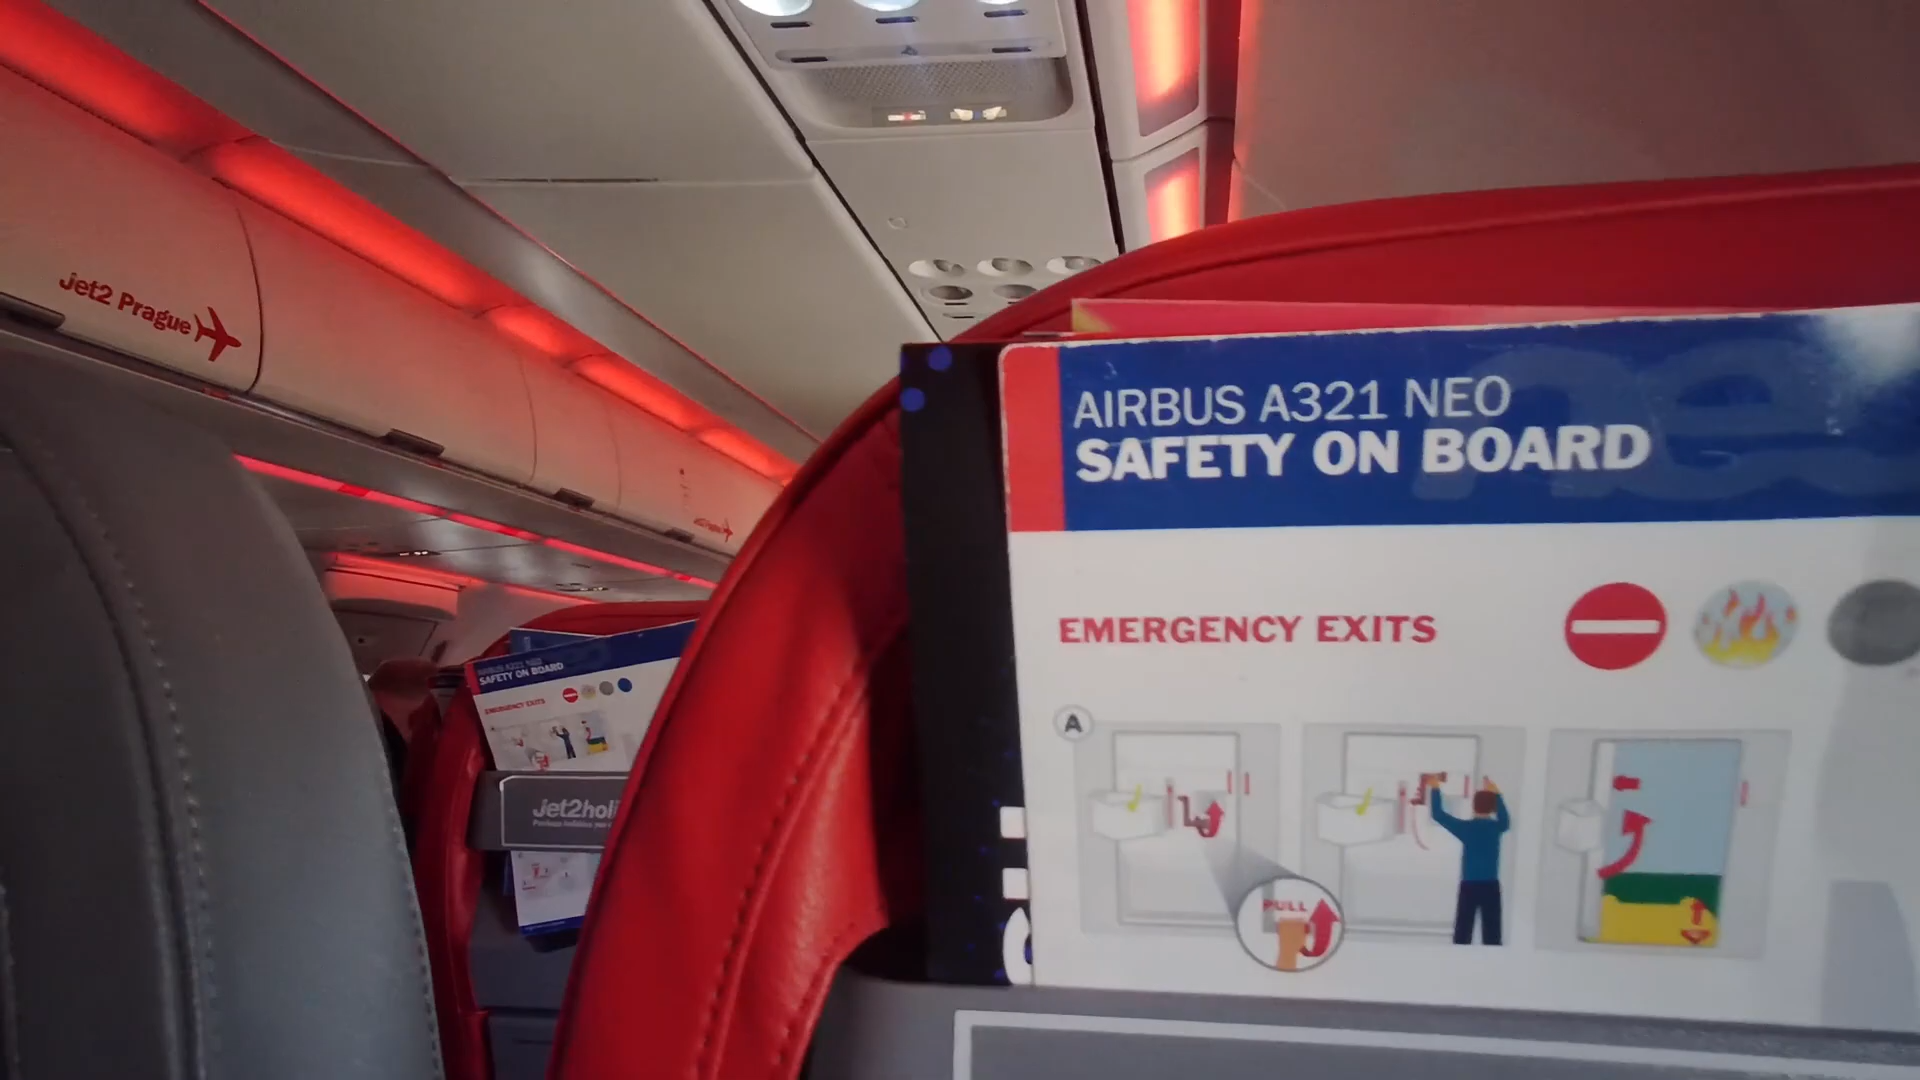 Jet2 Prague
AIRBUS A321 NEO
SAFETY ON BOARD
EMERGENCY EXITS
A
PULL
AIRBUS A321 NEO
SAFETY ON BOARD
EMERGENCY EXITS
Jet2holi